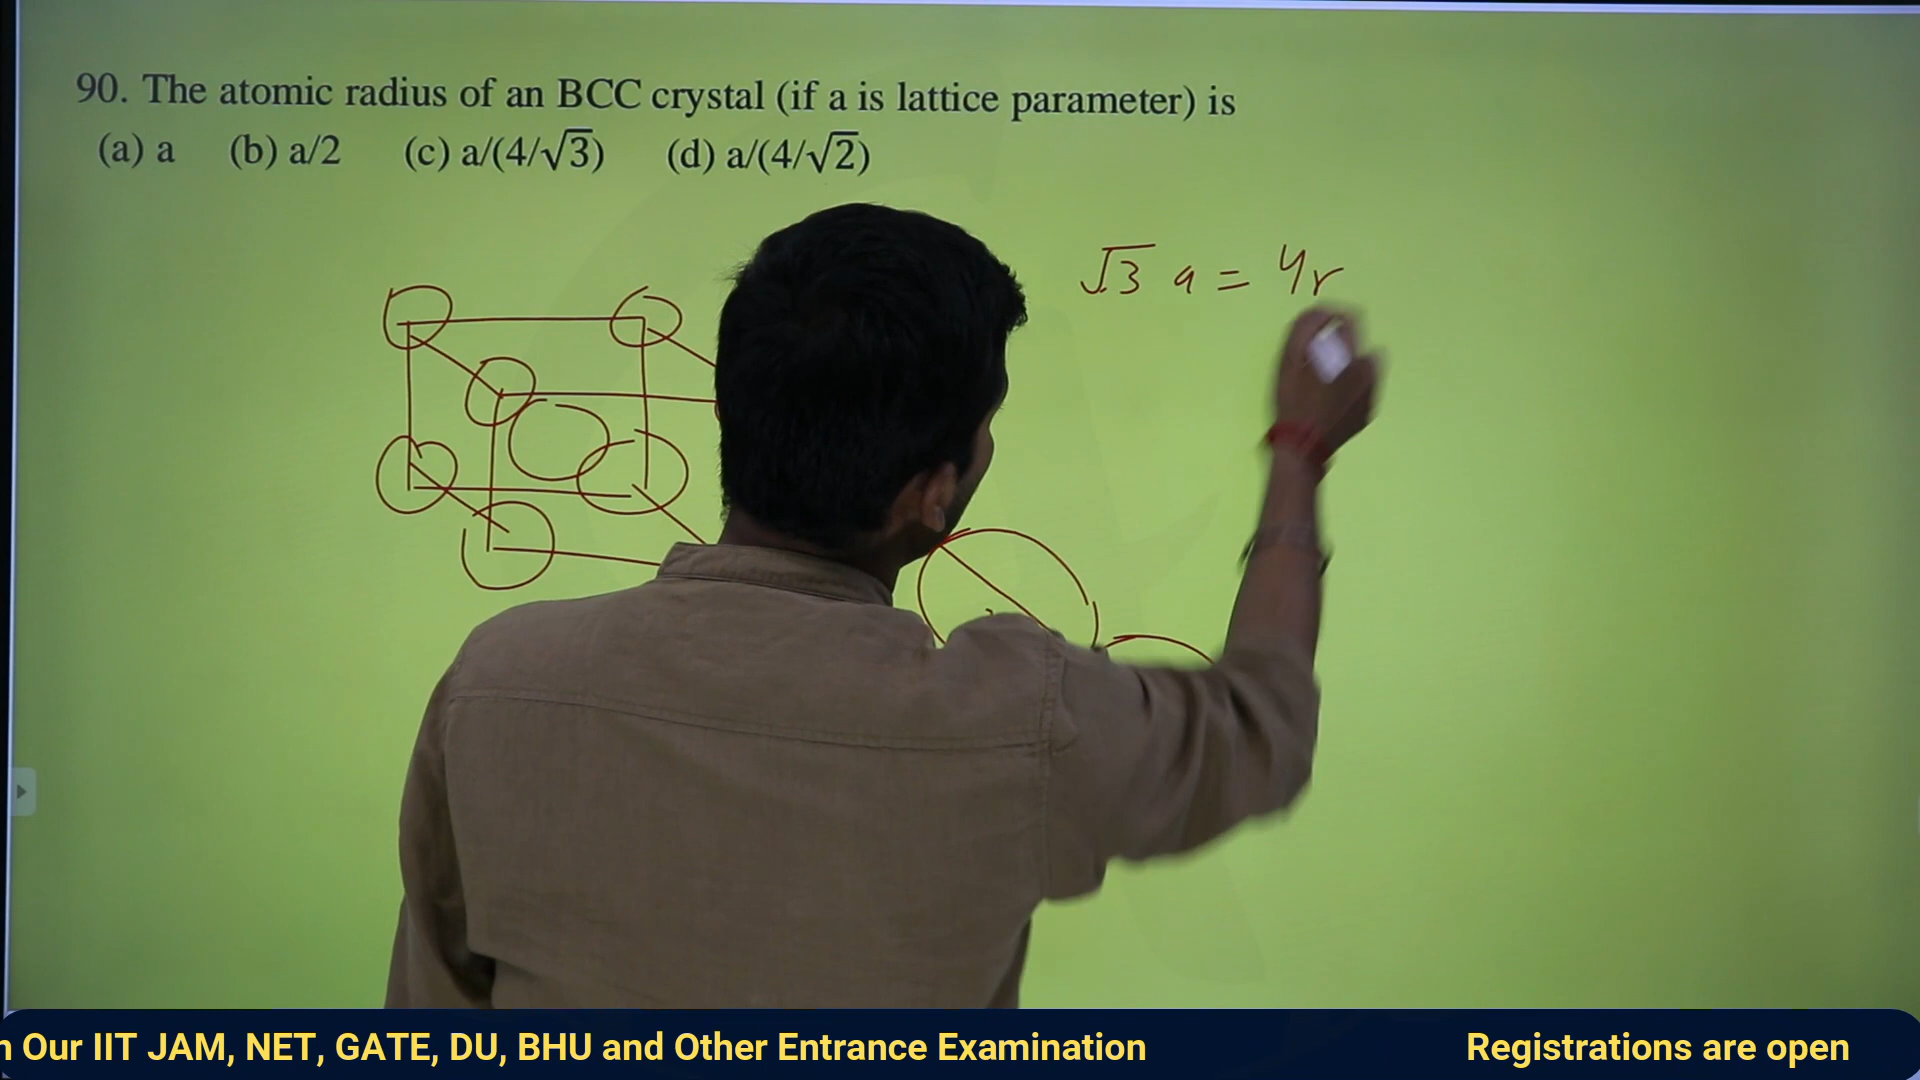 90. The atomic radius of an BCC crystal (if a is lattice parameter) is
(a) a (b) a/2 (c) a/(4/√3) (d) a/(4/√2)
√3 a = 4r
Our IIT JAM, NET, GATE, DU, BHU and Other Entrance Examination
Registrations are open